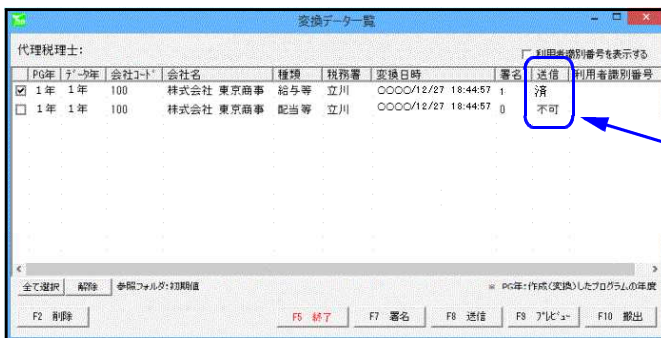 変換データ一覧
代理税理士:
利用者識別番号を表示する
PG年 データ年 会社コード 会社名 種類 税務署 変換日時 署名 送信 利用者識別番号
1年 1年 100 株式会社 東京商事 給与等 立川 〇〇〇〇/12/27 18:44:57 1 済
1年 1年 100 株式会社 東京商事 配当等 立川 〇〇〇〇/12/27 18:44:57 0 不可
全て選択 解除 参照フォルダ:初期値 ※ PG年:作成(変換)したプログラムの年度
F2 削除 F5 終了 F7 署名 F8 送信 F9 プレビュー F10 搬出